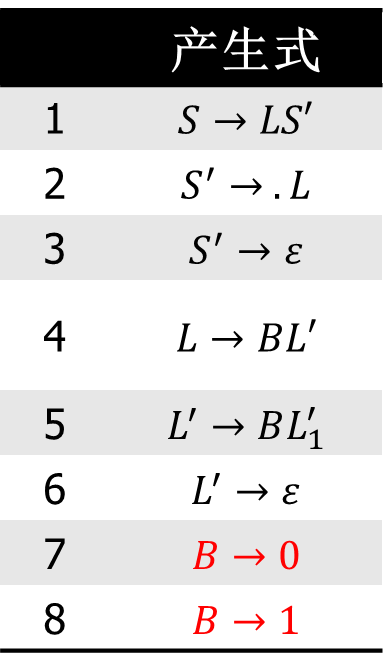 产生式
1 S → LS′
2 S′ → . L
3 S′ → ε
4 L → BL′
5 L′ → BL′₁
6 L′ → ε
7 B → 0
8 B → 1